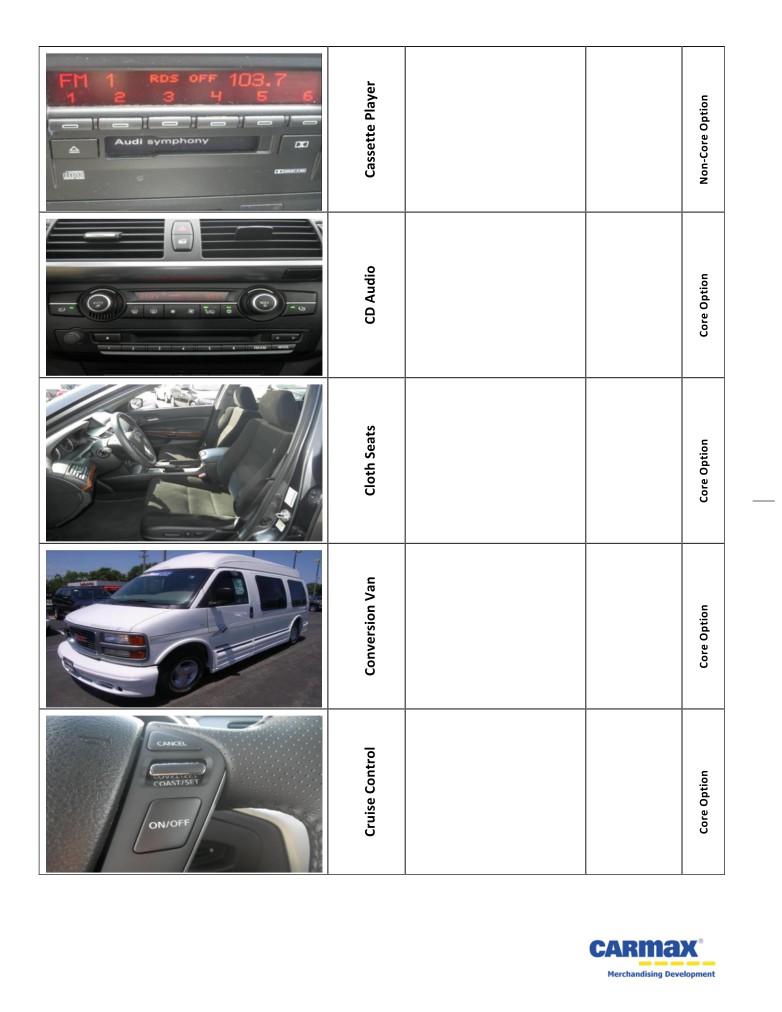 FM 1 RDS OFF 103.7
1 2 3 4 5 6
Audi symphony
Cassette Player
Non-Core Option
CD Audio
Core Option
Cloth Seats
Core Option
Conversion Van
Core Option
CANCEL
COAST/SET
ON/OFF
Cruise Control
Core Option
CARMAX
Merchandising Development